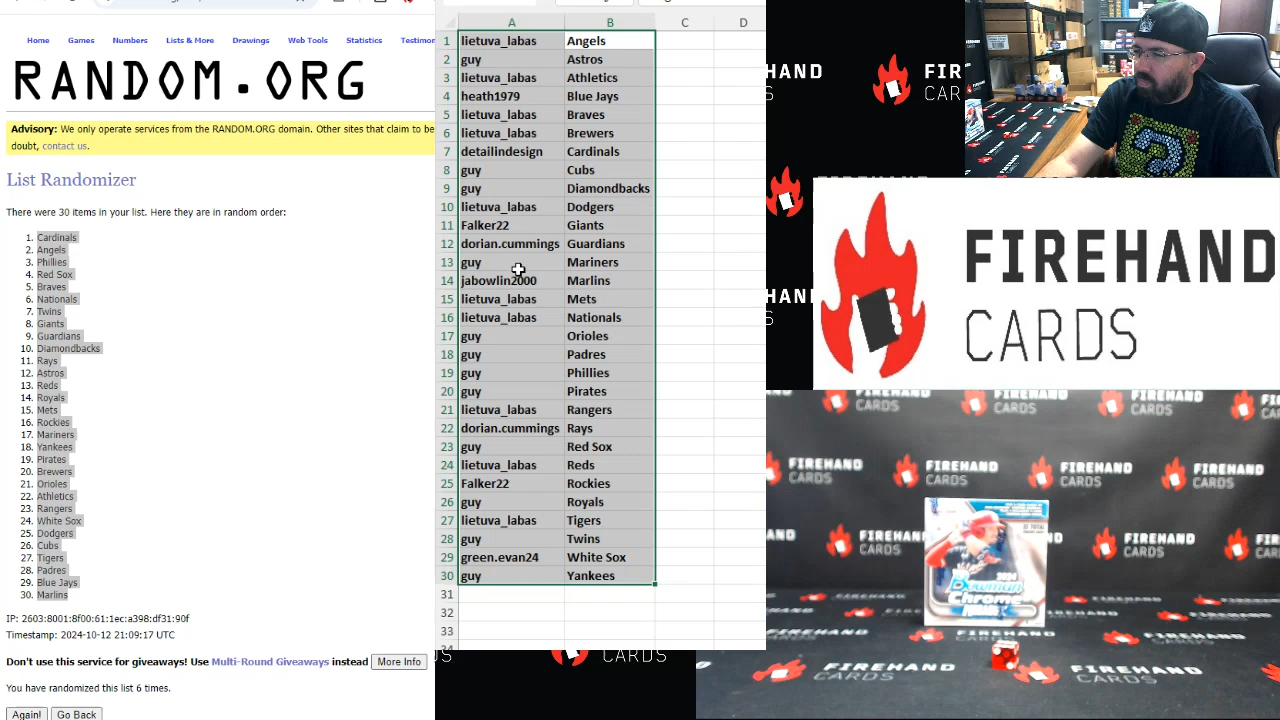 Home Games Numbers Lists & More Drawings Web Tools Statistics Testimor
RANDOM.ORG
Advisory: We only operate services from the RANDOM.ORG domain. Other sites that claim to be
doubt, contact us.
List Randomizer
There were 30 items in your list. Here they are in random order:
1. Cardinals
2. Angels
3. Phillies
4. Red Sox
5. Braves
6. Nationals
7. Twins
8. Giants
9. Guardians
10. Diamondbacks
11. Rays
12. Astros
13. Reds
14. Royals
15. Mets
16. Rockies
17. Mariners
18. Yankees
19. Pirates
20. Brewers
21. Orioles
22. Athletics
23. Rangers
24. White Sox
25. Dodgers
26. Cubs
27. Tigers
28. Padres
29. Blue Jays
30. Marlins
IP: 2603:8001:8f00:61:1ec:a398:df31:90f
Timestamp: 2024-10-12 21:09:17 UTC
Don't use this service for giveaways! Use Multi-Round Giveaways instead More Info
You have randomized this list 6 times.
Again! Go Back
A B C D
1 lietuva_labas Angels
2 guy Astros
3 lietuva_labas Athletics
4 heath1979 Blue Jays
5 lietuva_labas Braves
6 lietuva_labas Brewers
7 detailindesign Cardinals
8 guy Cubs
9 guy Diamondbacks
10 lietuva_labas Dodgers
11 Falker22 Giants
12 dorian.cummings Guardians
13 guy Mariners
14 jabowlin2000 Marlins
15 lietuva_labas Mets
16 lietuva_labas Nationals
17 guy Orioles
18 guy Padres
19 guy Phillies
20 guy Pirates
21 lietuva_labas Rangers
22 dorian.cummings Rays
23 guy Red Sox
24 lietuva_labas Reds
25 Falker22 Rockies
26 guy Royals
27 lietuva_labas Tigers
28 guy Twins
29 green.evan24 White Sox
30 guy Yankees
31
32
33
34
FIREHAND
CARDS
2024
Bowman
Chrome